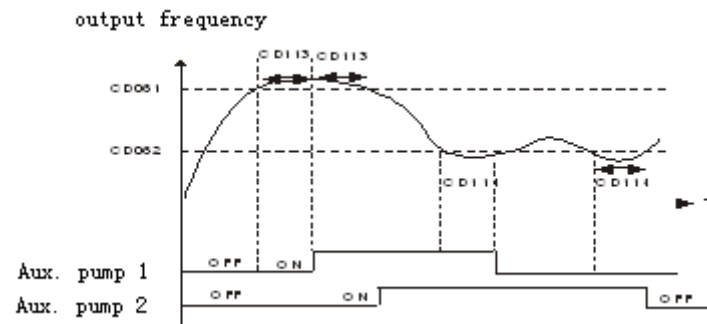 output frequency
CD113 CD113
CD061
CD062
CD114 CD114
Aux. pump 1 OFF ON
Aux. pump 2 OFF ON OFF